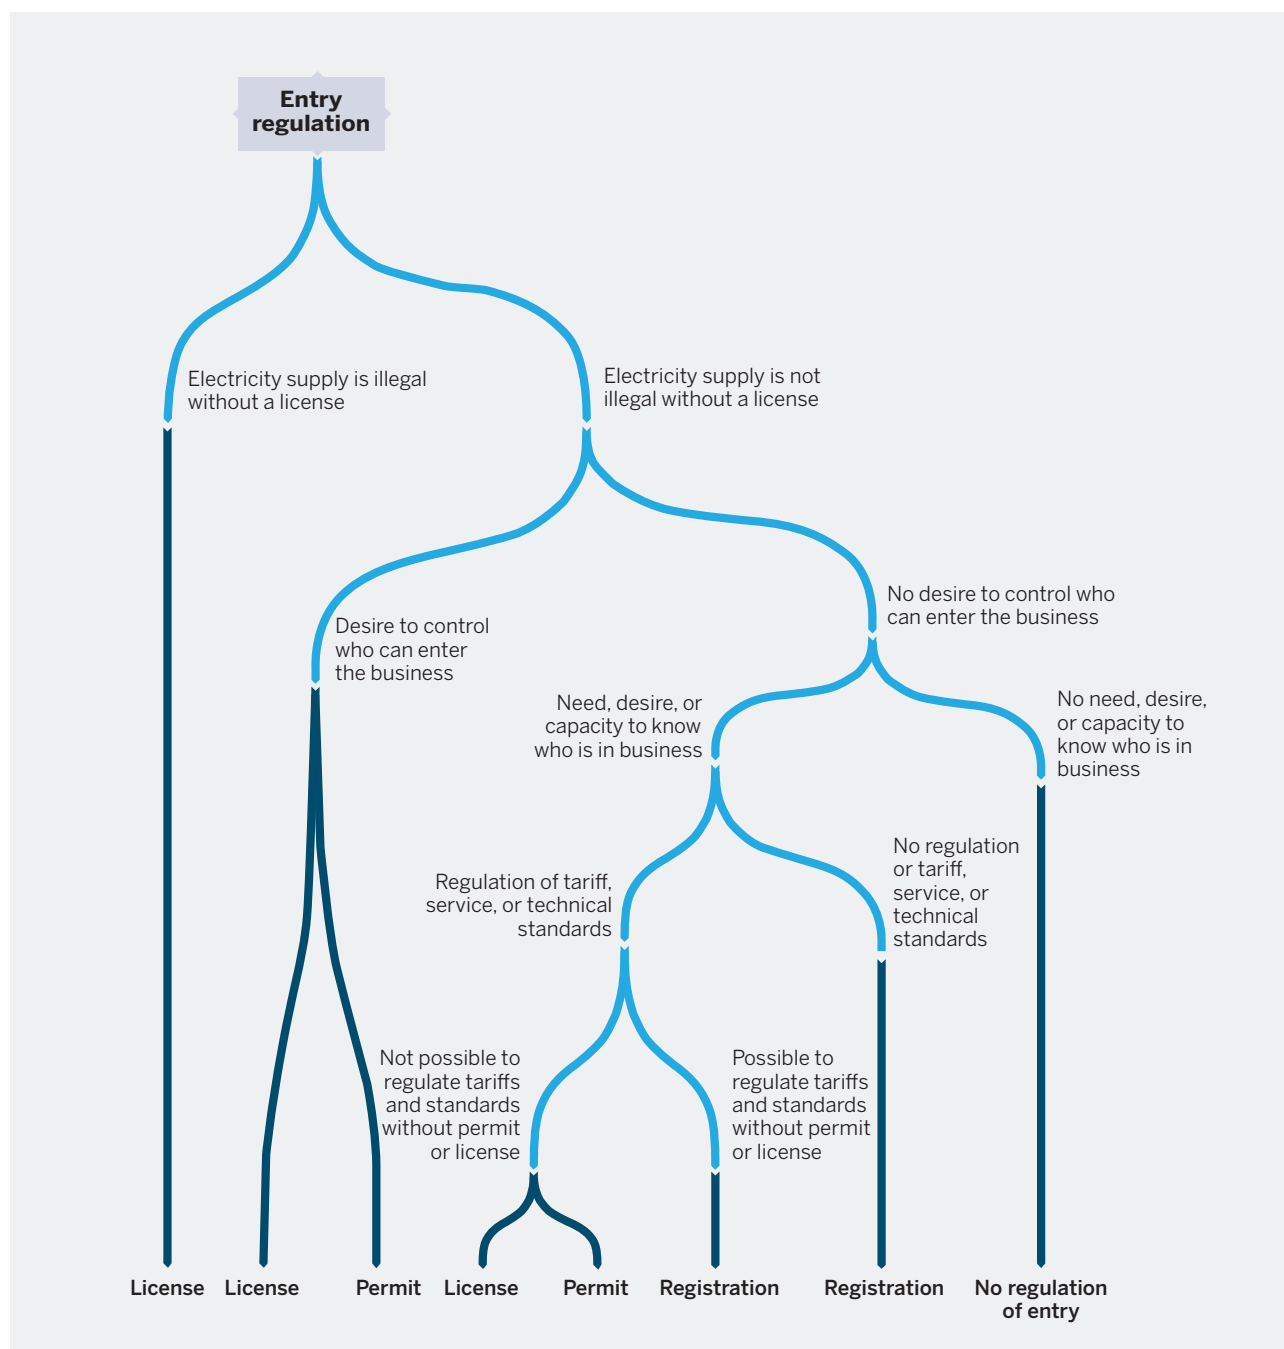 Entry
regulation
Electricity supply is illegal
without a license
Electricity supply is not
illegal without a license
Desire to control
who can enter
the business
No desire to control who
can enter the business
Need, desire, or
capacity to know
who is in business
No need, desire,
or capacity to
know who is in
business
Regulation of tariff,
service, or technical
standards
No regulation
or tariff,
service, or
technical
standards
Not possible to
regulate tariffs
and standards
without permit
or license
Possible to
regulate tariffs
and standards
without permit
or license
License
License
Permit
License
Permit
Registration
Registration
No regulation
of entry